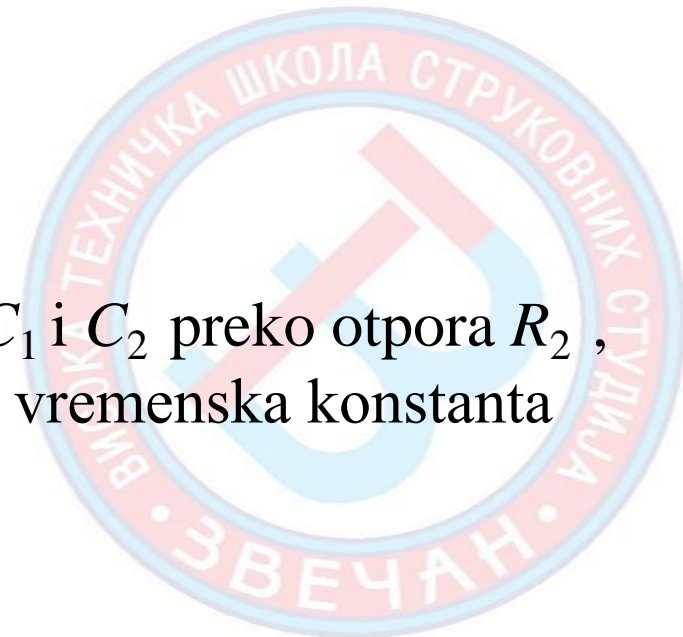 ВИСОКА ТЕХНИЧКА ШКОЛА СТРУКОВНИХ СТУДИЈА
C₁ i C₂ preko otpora R₂ ,
vremenska konstanta
• ЗВЕЧАН •